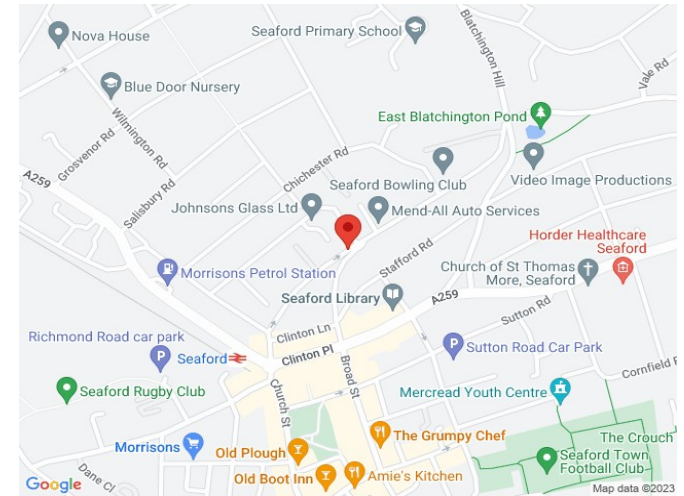 Nova House
Seaford Primary School
Blatchington Hill
Vale Rd
Blue Door Nursery
Wilmington Rd
Grosvenor Rd
East Blatchington Pond
A259
Salisbury Rd
Chichester Rd
Seaford Bowling Club
Video Image Productions
Johnsons Glass Ltd
Mend-All Auto Services
Stafford Rd
Horder Healthcare
Seaford
Morrisons Petrol Station
Church of St Thomas
More, Seaford
Seaford Library
A259
Sutton Rd
Richmond Road car park
Clinton Ln
Seaford
Clinton Pl
Sutton Road Car Park
Broad St
Cornfield
Seaford Rugby Club
Church St
Mercread Youth Centre
The Grumpy Chef
The Crouch
Morrisons
Old Plough
Seaford Town
Football Club
Dane Cl
Old Boot Inn
Amie's Kitchen
Google
Map data ©2023